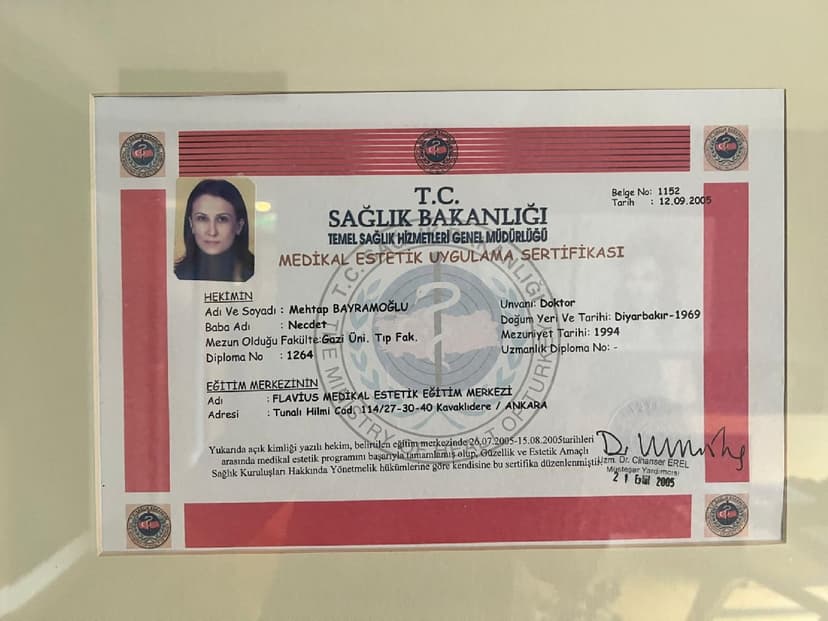 T.C.
SAĞLIK BAKANLIĞI
TEMEL SAĞLIK HİZMETLERİ GENEL MÜDÜRLÜĞÜ
MEDİKAL ESTETİK UYGULAMA SERTİFİKASI
Belge No: 1152
Tarih : 12.09.2005
HEKİMİN
Adı Ve Soyadı : Mehtap BAYRAMOĞLU
Unvanı: Doktor
Baba Adı : Necdet
Doğum Yeri Ve Tarihi: Diyarbakır-1969
Mezun Olduğu Fakülte:Gazi Üni. Tıp Fak.
Mezuniyet Tarihi: 1994
Diploma No : 1264
Uzmanlık Diploma No: -
EĞİTİM MERKEZİNİN
Adı : FLAVİUS MEDİKAL ESTETİK EĞİTİM MERKEZİ
Adresi : Tunalı Hilmi Cad. 114/27-30-40 Kavaklıdere / ANKARA
Yukarıda açık kimliği yazılı hekim, belirtilen eğitim merkezinde 26.07.2005-15.08.2005tarihleri
arasında medikal estetik programını başarıyla tamamlamış olup, Güzellik ve Estetik Amaçlı
Sağlık Kuruluşları Hakkında Yönetmelik hükümlerine göre kendisine bu sertifika düzenlenmiştir.
Uzm. Dr. Cihanser EREL
Müsteşar Yardımcısı
21 Eylül 2005